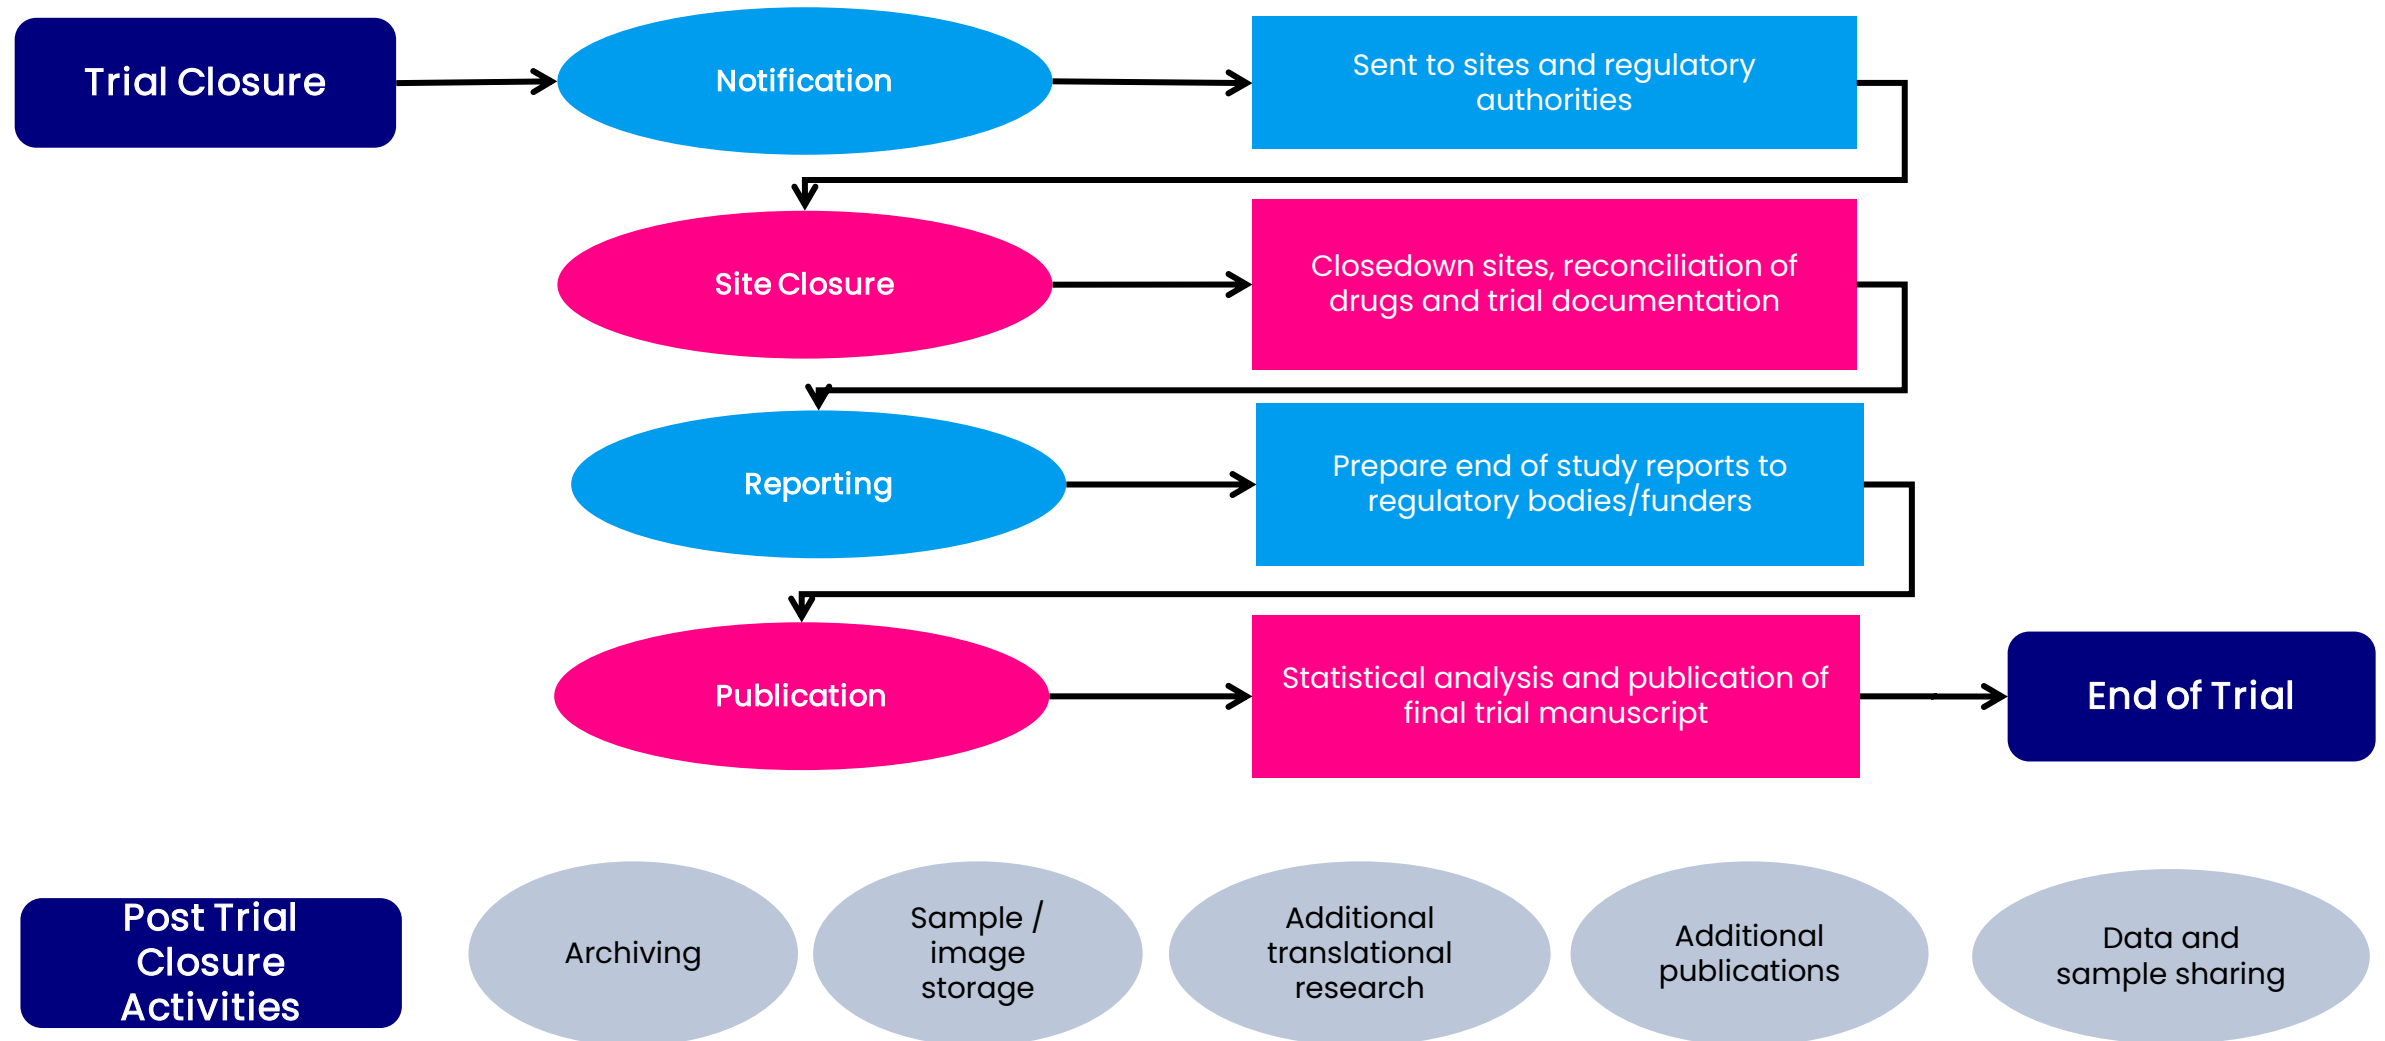 Trial Closure
Notification
Sent to sites and regulatory
authorities
Site Closure
Closedown sites, reconciliation of
drugs and trial documentation
Reporting
Prepare end of study reports to
regulatory bodies/funders
Publication
Statistical analysis and publication of
final trial manuscript
End of Trial
Post Trial
Closure
Activities
Archiving
Sample /
image
storage
Additional
translational
research
Additional
publications
Data and
sample sharing